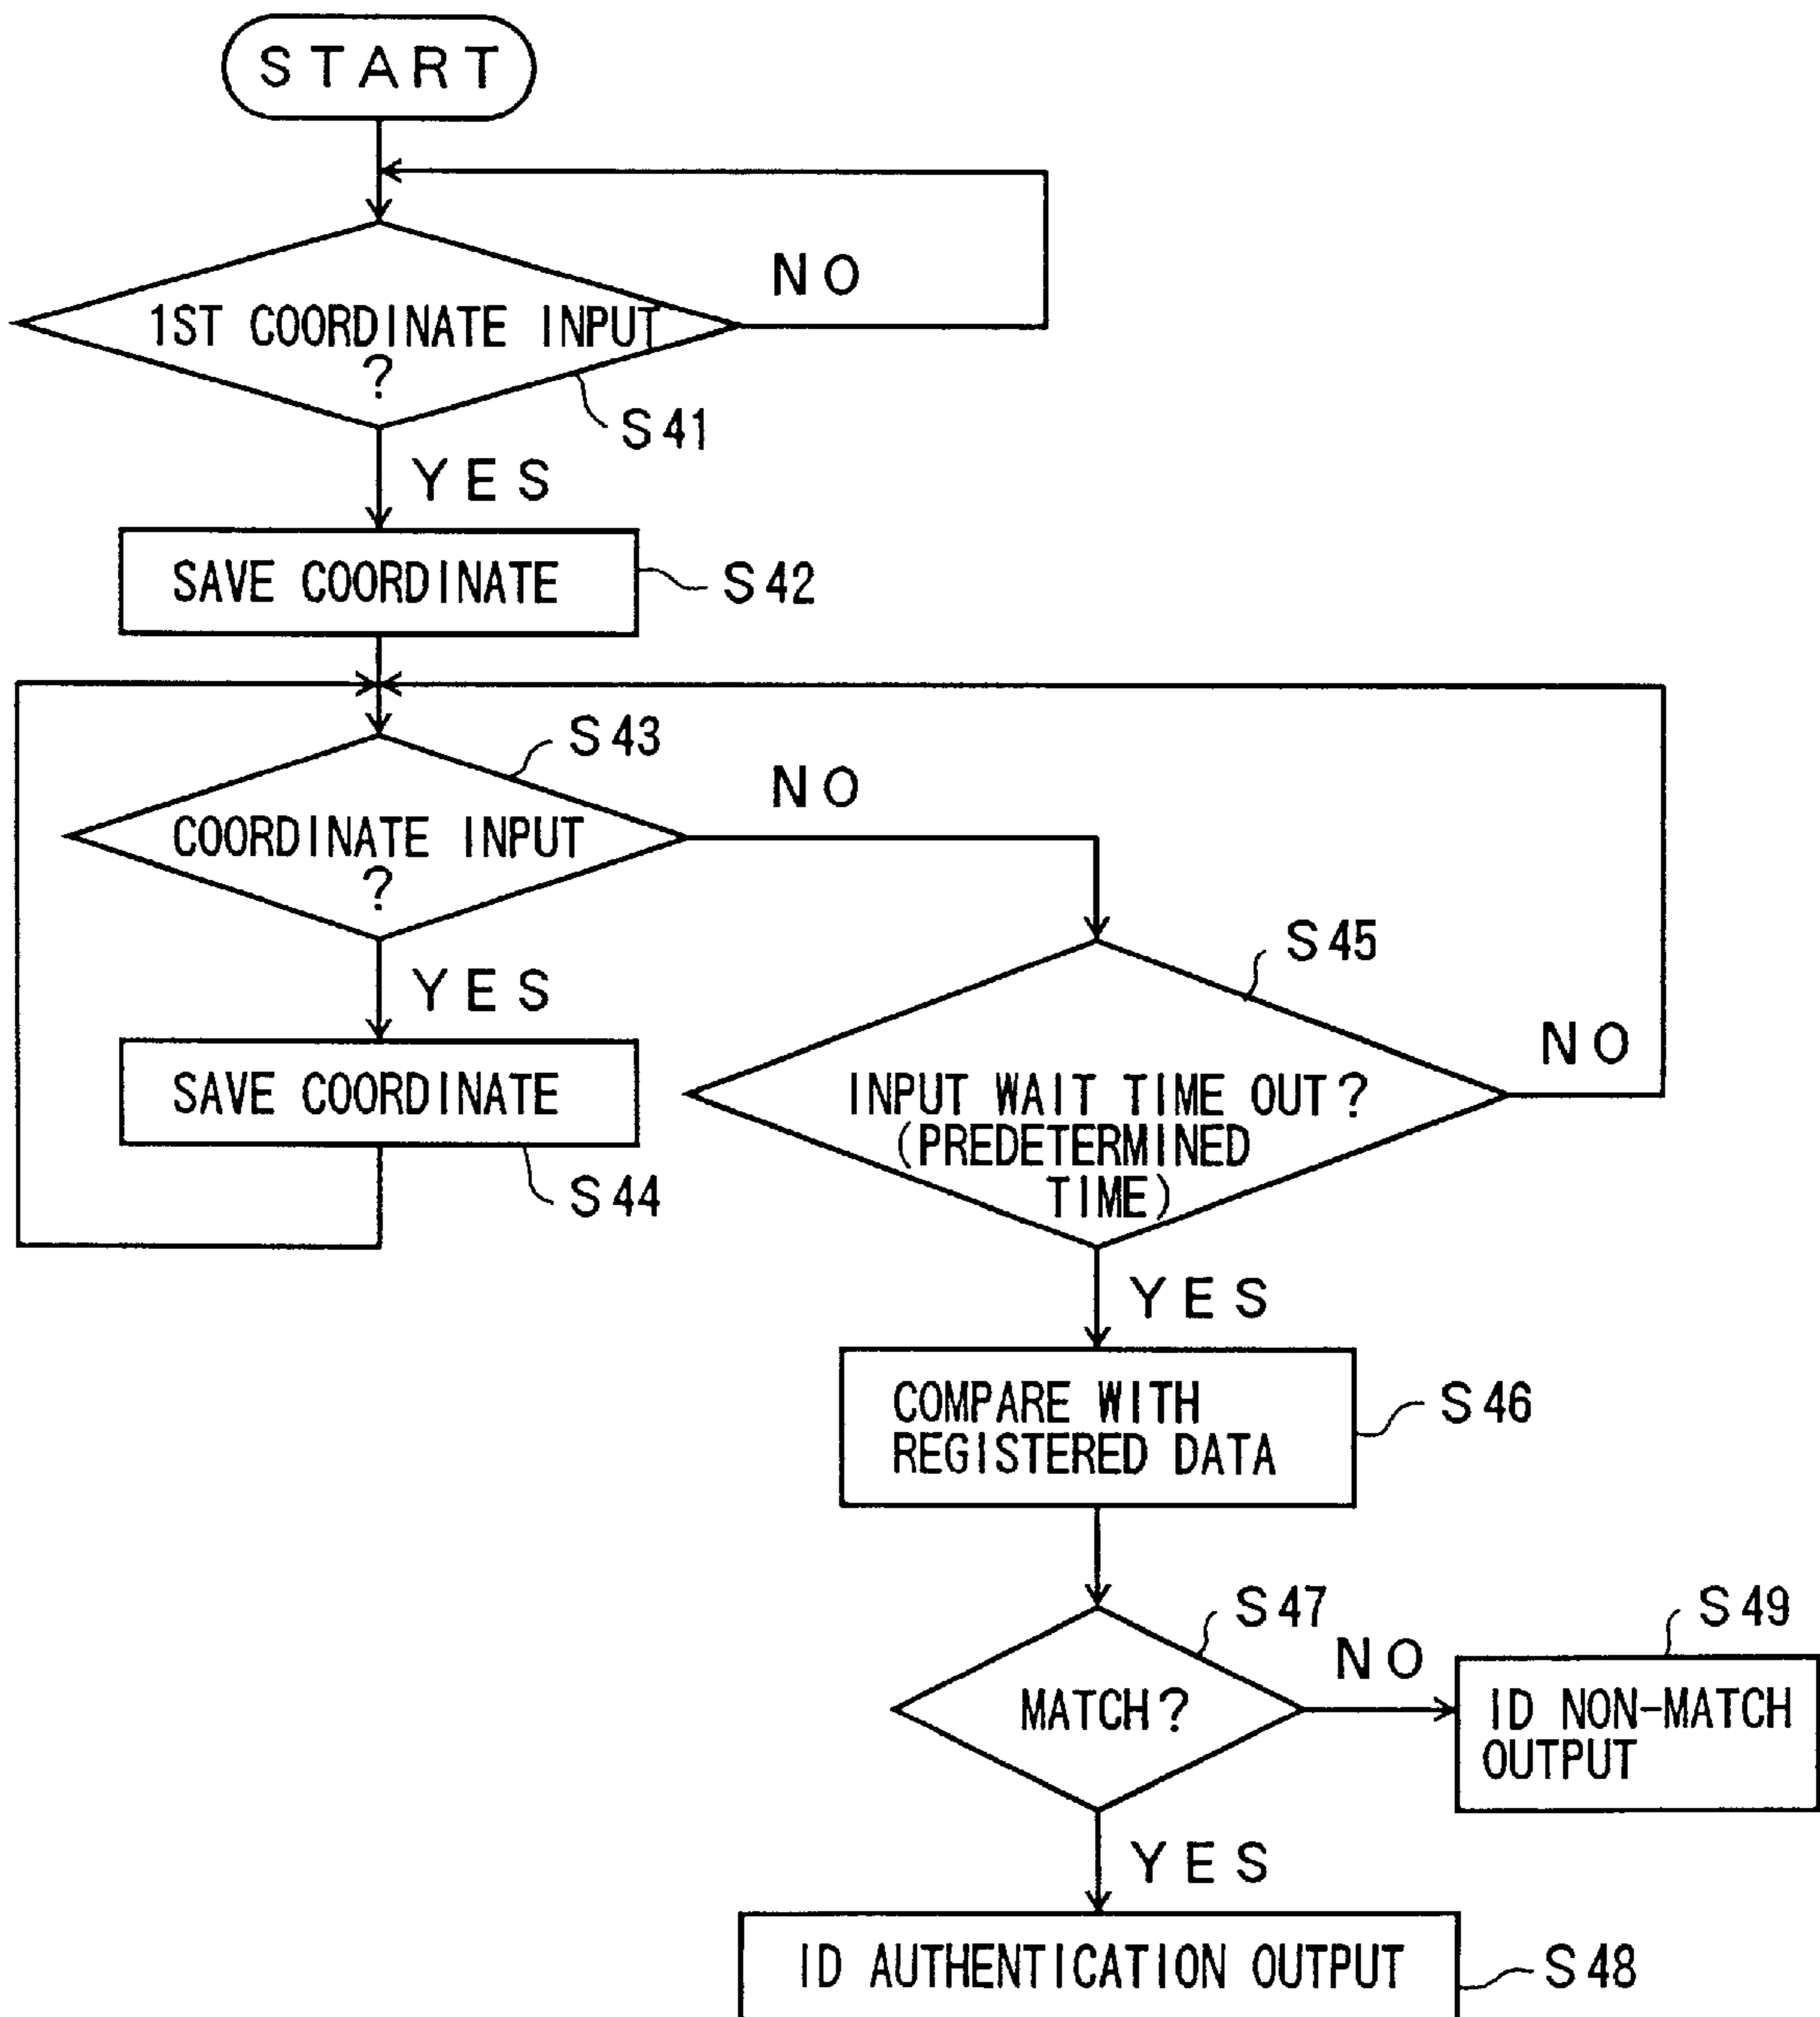 START
NO
1ST COORDINATE INPUT
?
S41
YES
SAVE COORDINATE
S42
S43
NO
COORDINATE INPUT
?
YES
SAVE COORDINATE
S44
S45
NO
INPUT WAIT TIME OUT?
(PREDETERMINED
TIME)
YES
COMPARE WITH
REGISTERED DATA
S46
S47
NO
S49
MATCH?
ID NON-MATCH
OUTPUT
YES
ID AUTHENTICATION OUTPUT
S48